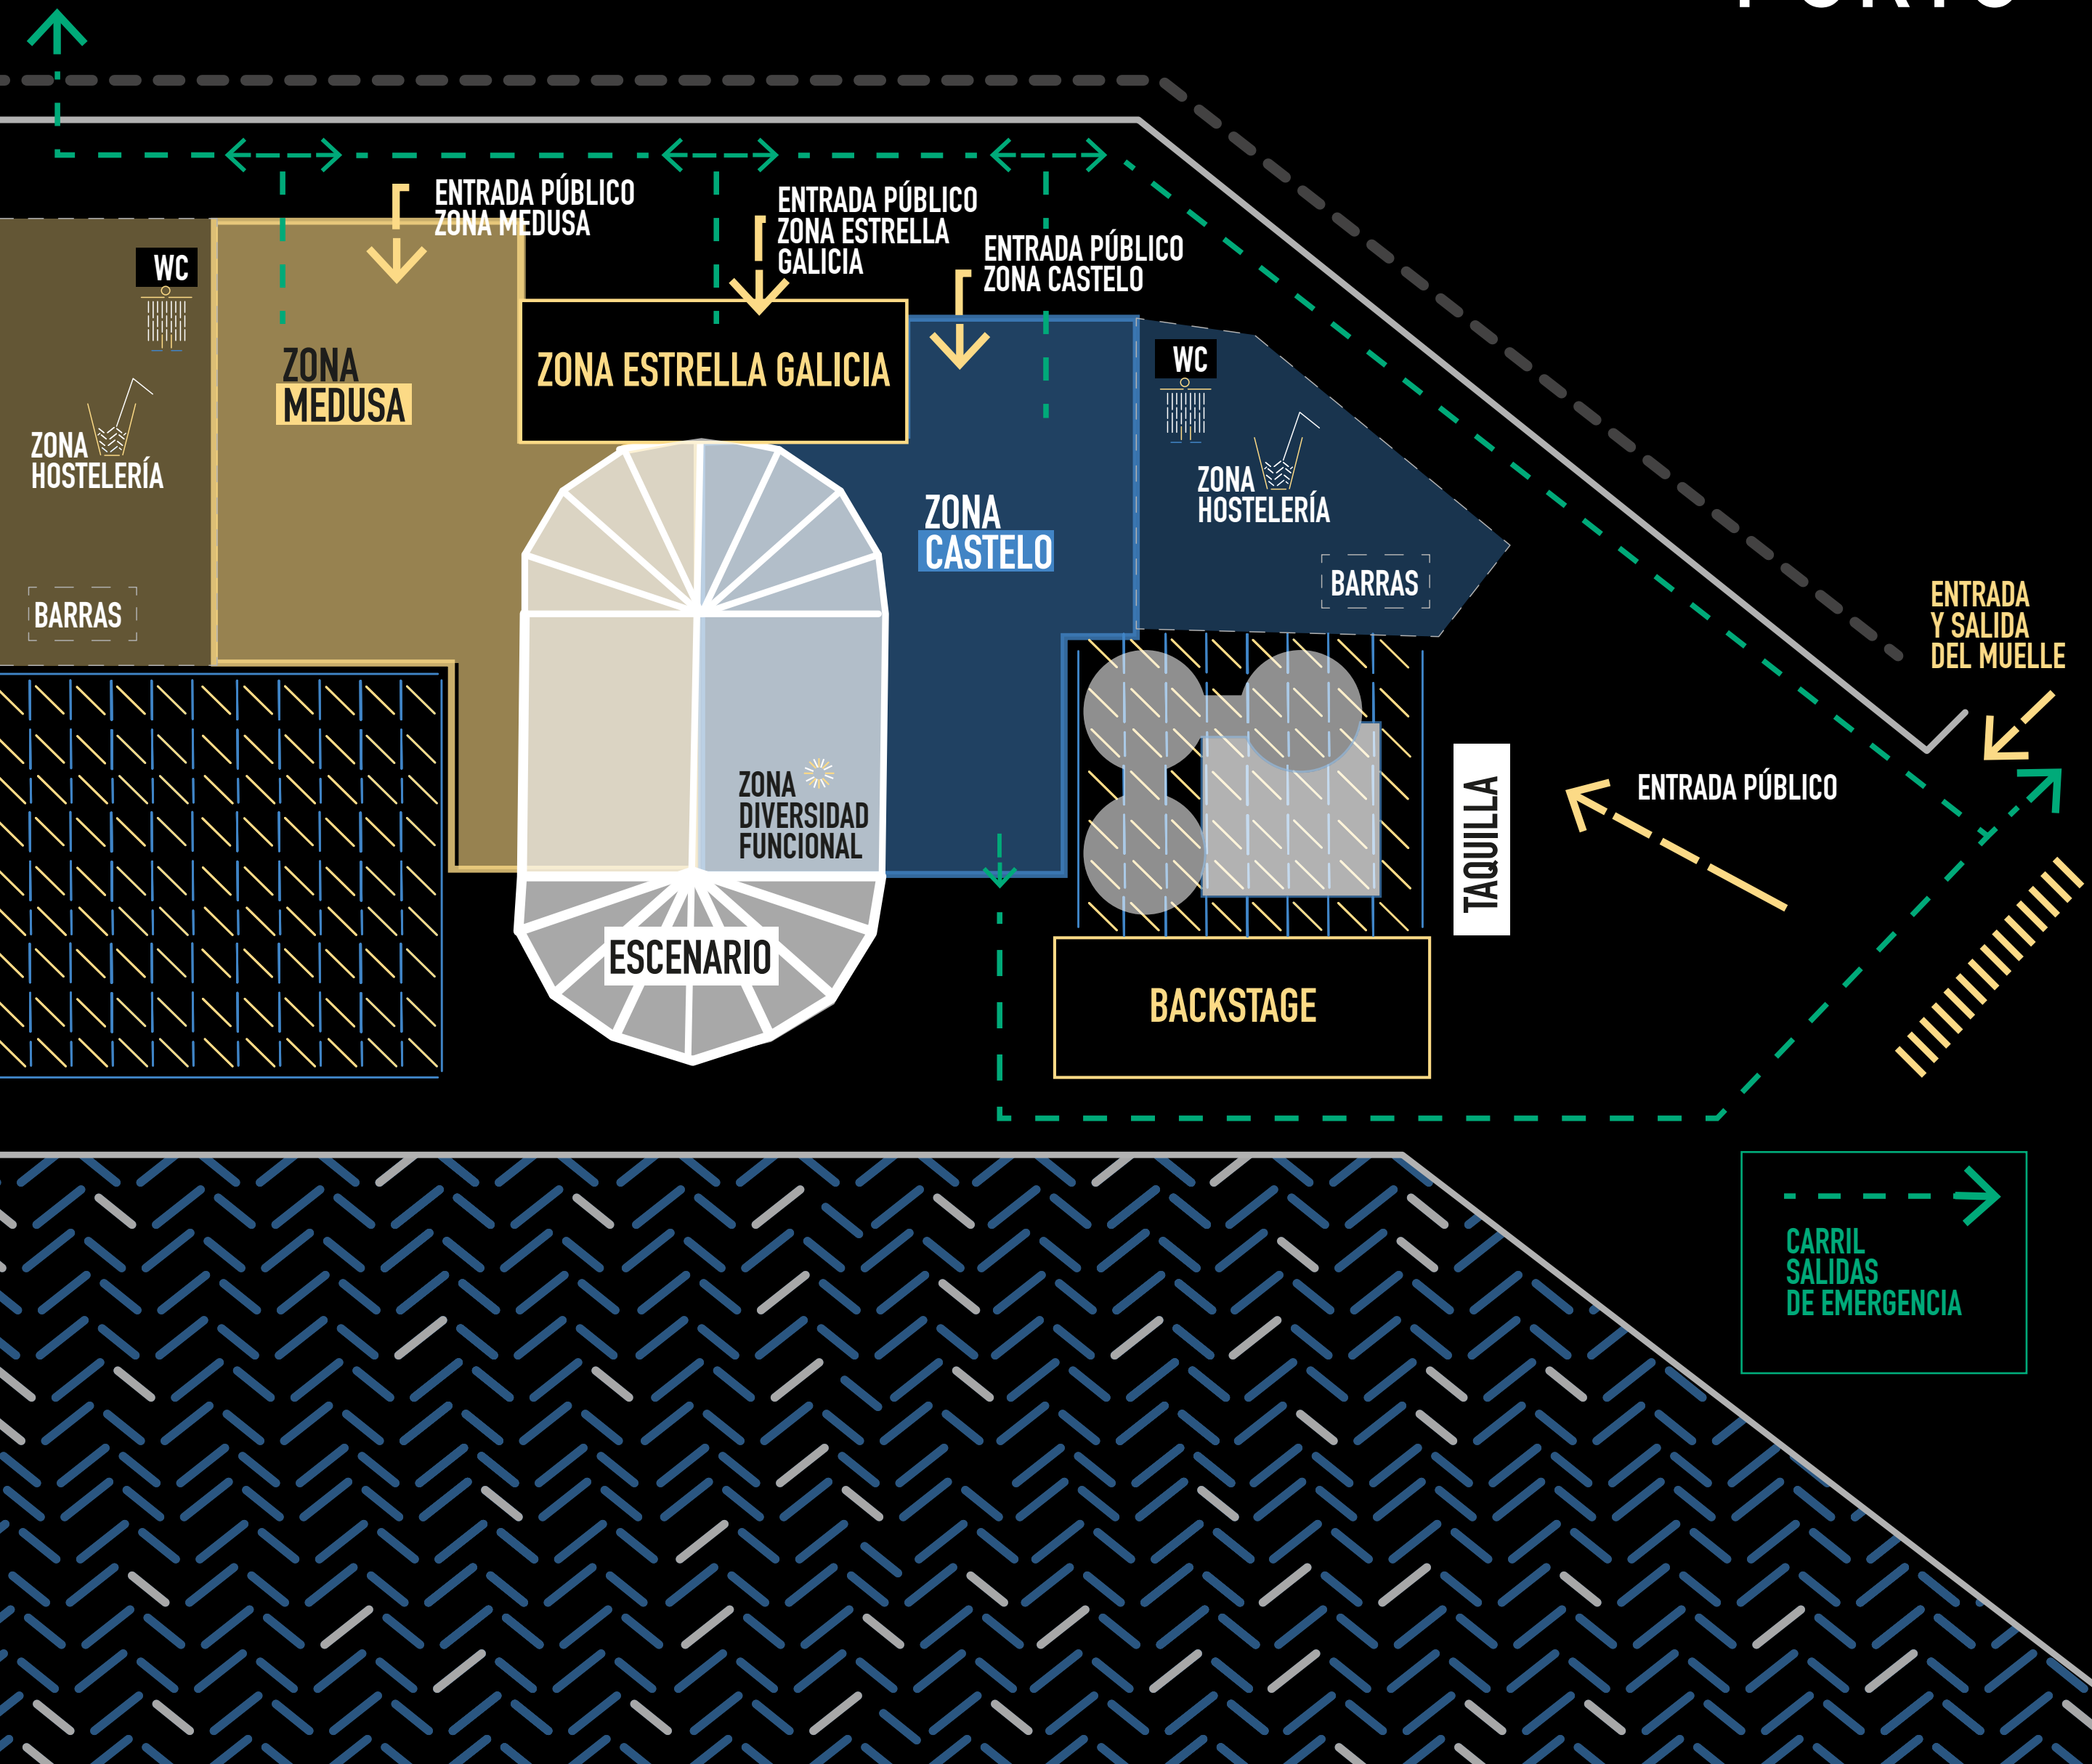 ENTRADA PÚBLICO
ZONA MEDUSA
ENTRADA PÚBLICO
ZONA ESTRELLA
GALICIA
ENTRADA PÚBLICO
ZONA CASTELO
WC
ZONA
HOSTELERÍA
BARRAS
ZONA
MEDUSA
ZONA ESTRELLA GALICIA
ZONA
CASTELO
WC
ZONA
HOSTELERÍA
BARRAS
ENTRADA
Y SALIDA
DEL MUELLE
ZONA
DIVERSIDAD
FUNCIONAL
TAQUILLA
ENTRADA PÚBLICO
ESCENARIO
BACKSTAGE
CARRIL
SALIDAS
DE EMERGENCIA